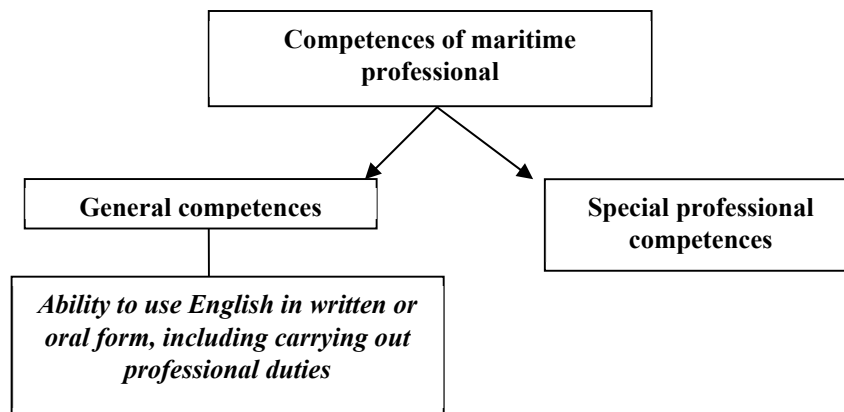 Competences of maritime
professional
General competences
Special professional
competences
Ability to use English in written or
oral form, including carrying out
professional duties